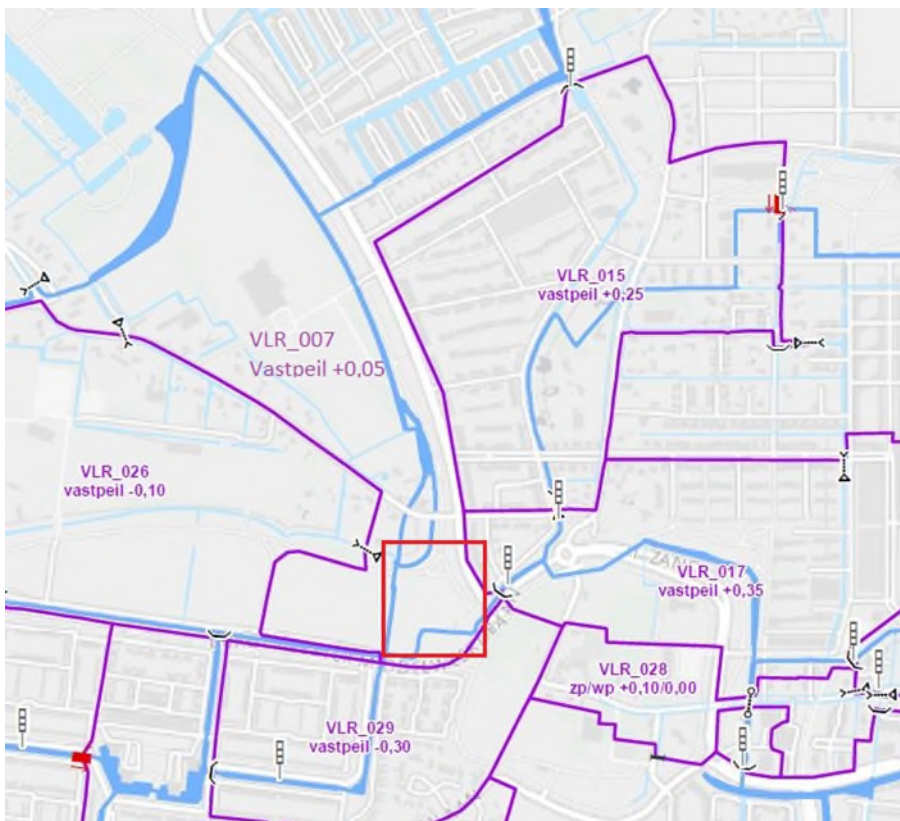 VLR_015
vastpeil +0,25
VLR_007
Vastpeil +0,05
VLR_026
vastpeil -0,10
ZAND
VLR_017
vastpeil +0,35
VLR_028
zp/wp +0,10/0,00
VLR_029
vastpeil -0,30